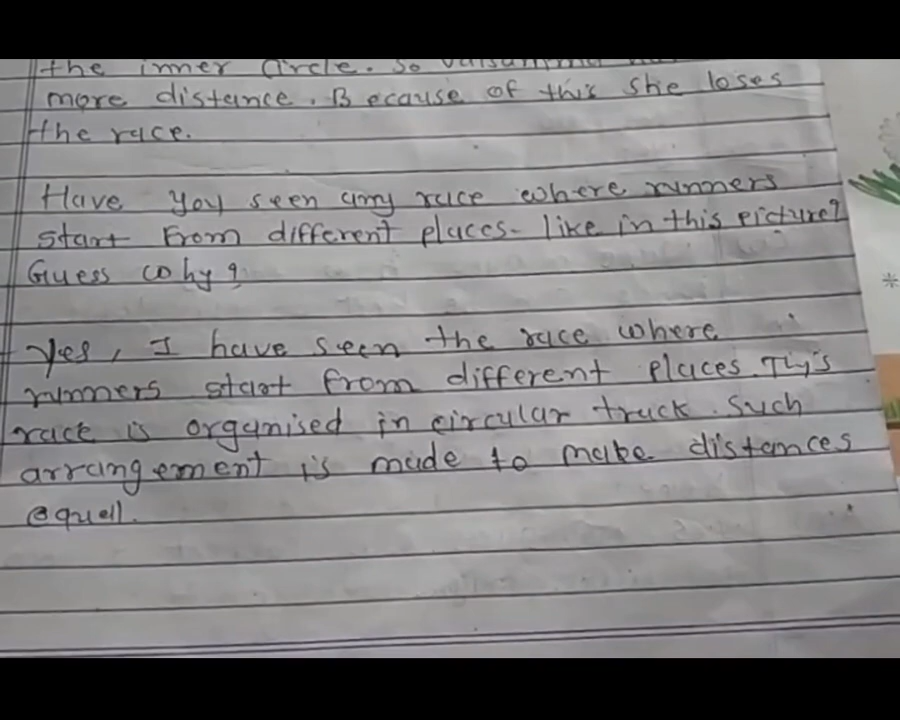 the inner Circle. So
more distance. Because of this she loses
the race.
Have you seen any race where runners
start From different places- like in this picture?
Guess why?
Yes, I have seen the race where
runners start from different places. This
race is organised in circular track. Such
arrangement is made to make distances
equall.